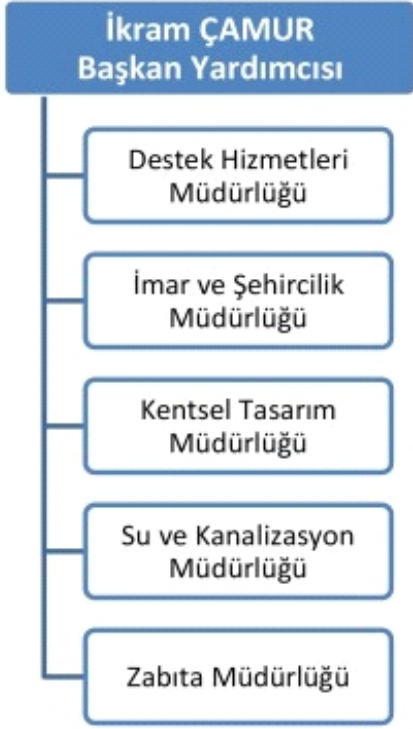 İkram ÇAMUR
Başkan Yardımcısı
Destek Hizmetleri
Müdürlüğü
İmar ve Şehircilik
Müdürlüğü
Kentsel Tasarım
Müdürlüğü
Su ve Kanalizasyon
Müdürlüğü
Zabıta Müdürlüğü